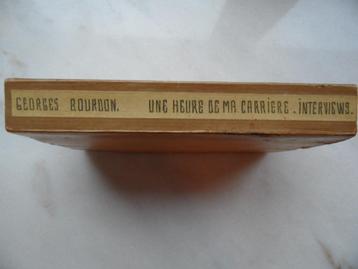 GEORGES BOURDON. UNE HEURE DE MA CARRIERE. INTERVIEWS.